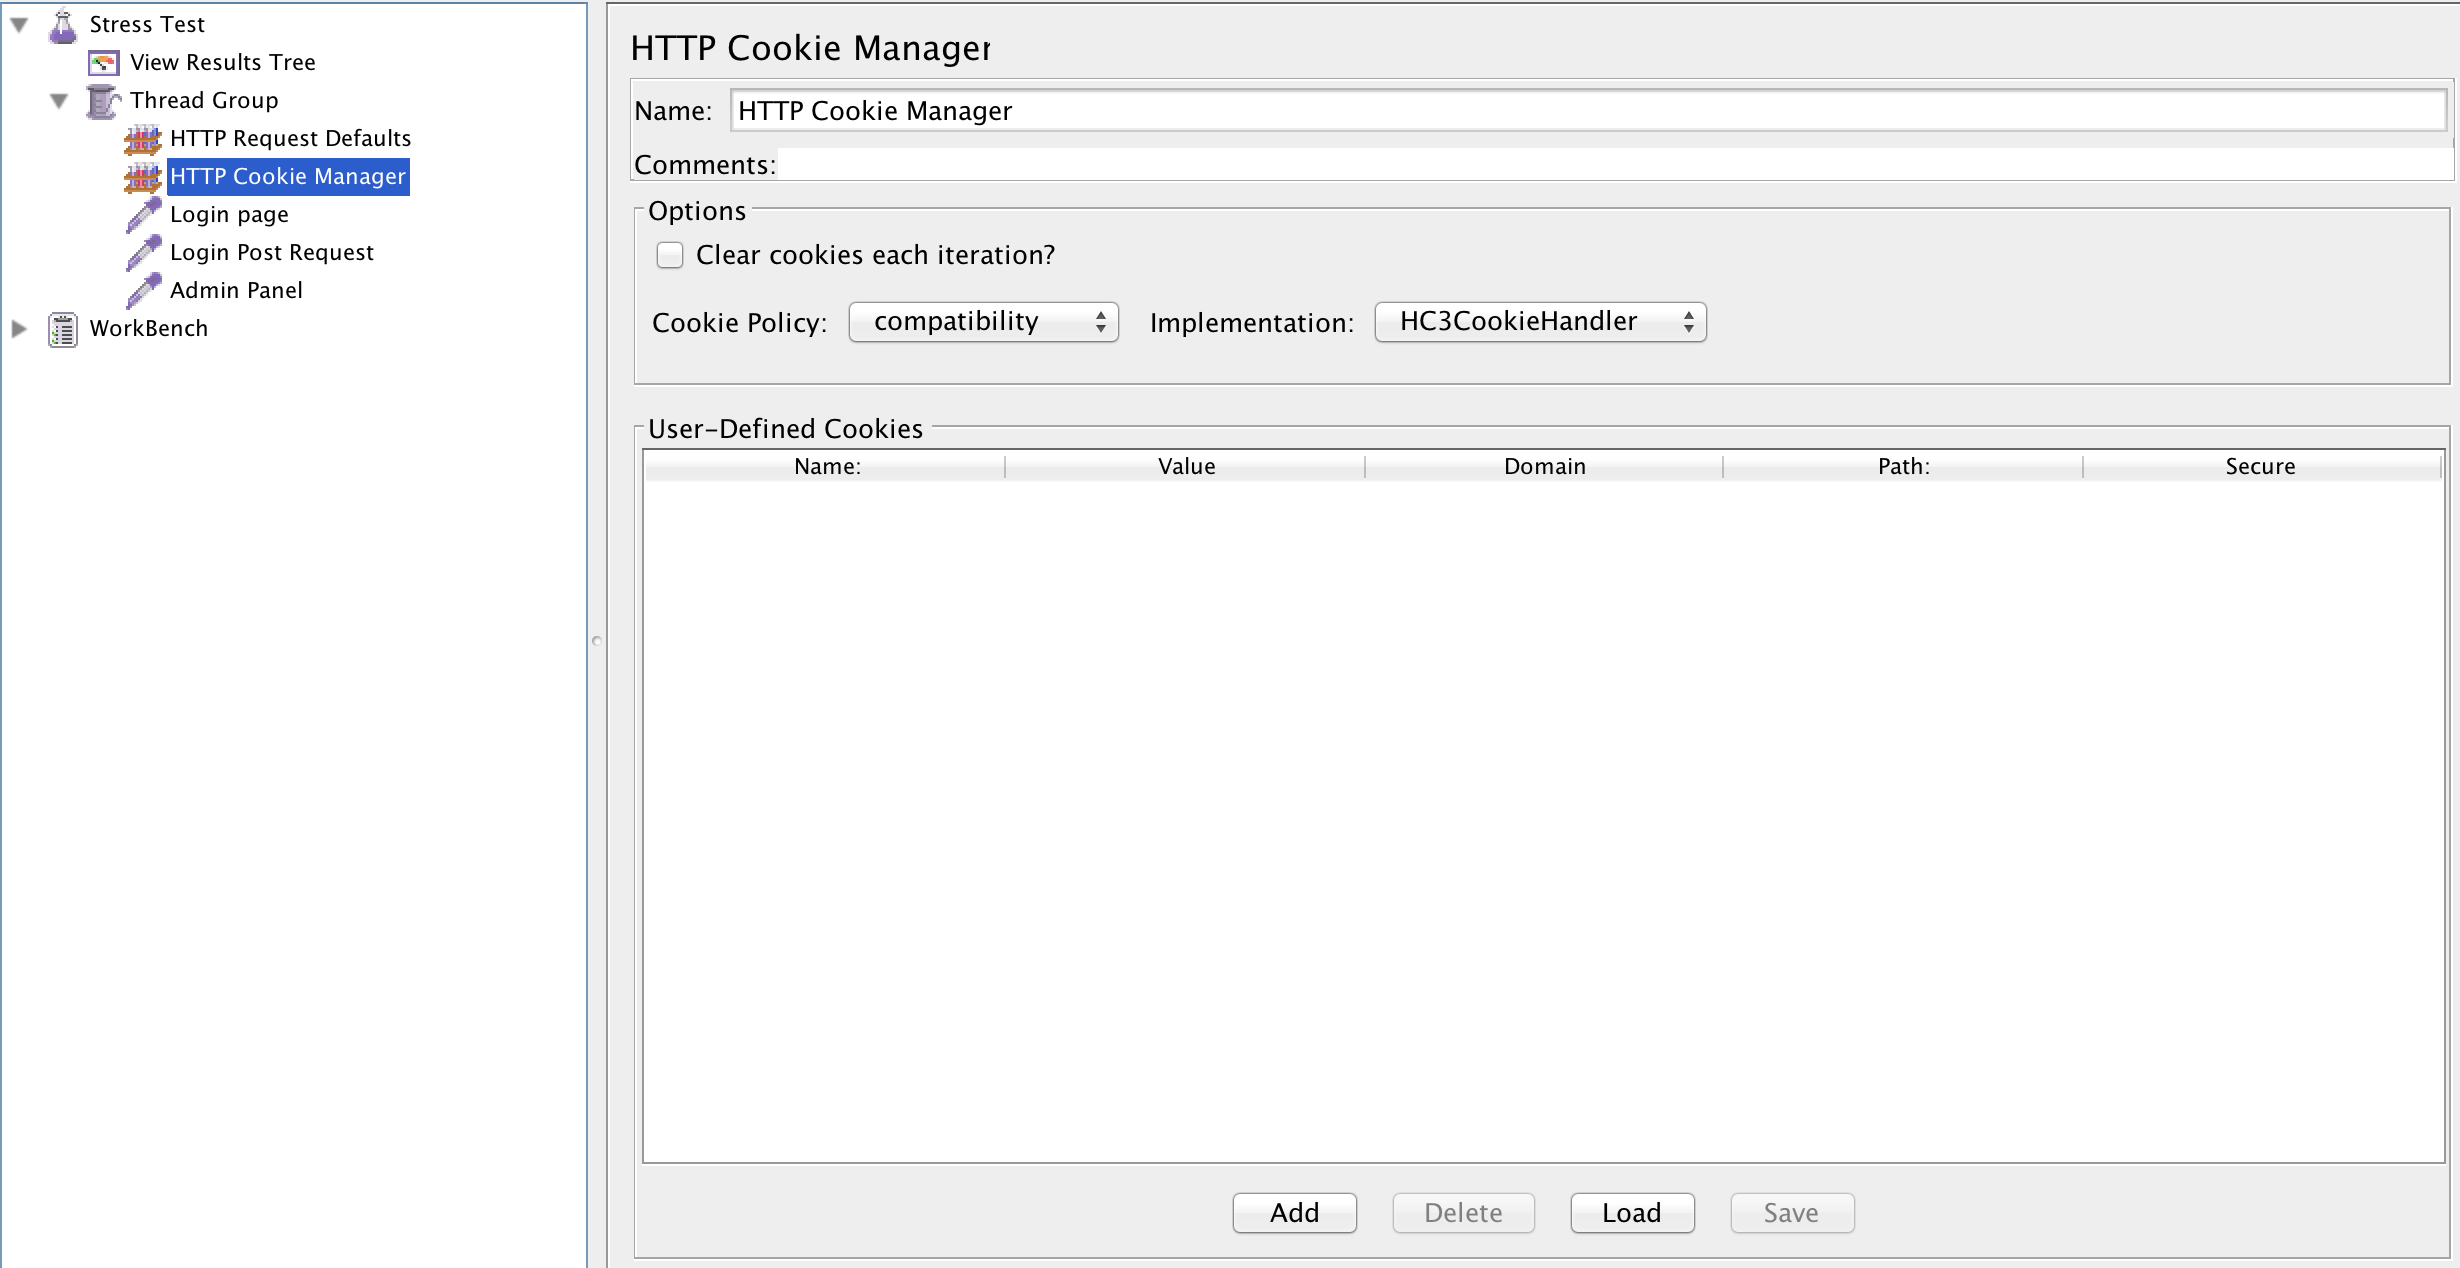 Stress Test
View Results Tree
Thread Group
HTTP Request Defaults
HTTP Cookie Manager
Login page
Login Post Request
Admin Panel
WorkBench
HTTP Cookie Manager
Name: HTTP Cookie Manager
Comments:
Options
Clear cookies each iteration?
Cookie Policy: compatibility Implementation: HC3CookieHandler
User-Defined Cookies
Name: Value Domain Path: Secure
Add Delete Load Save